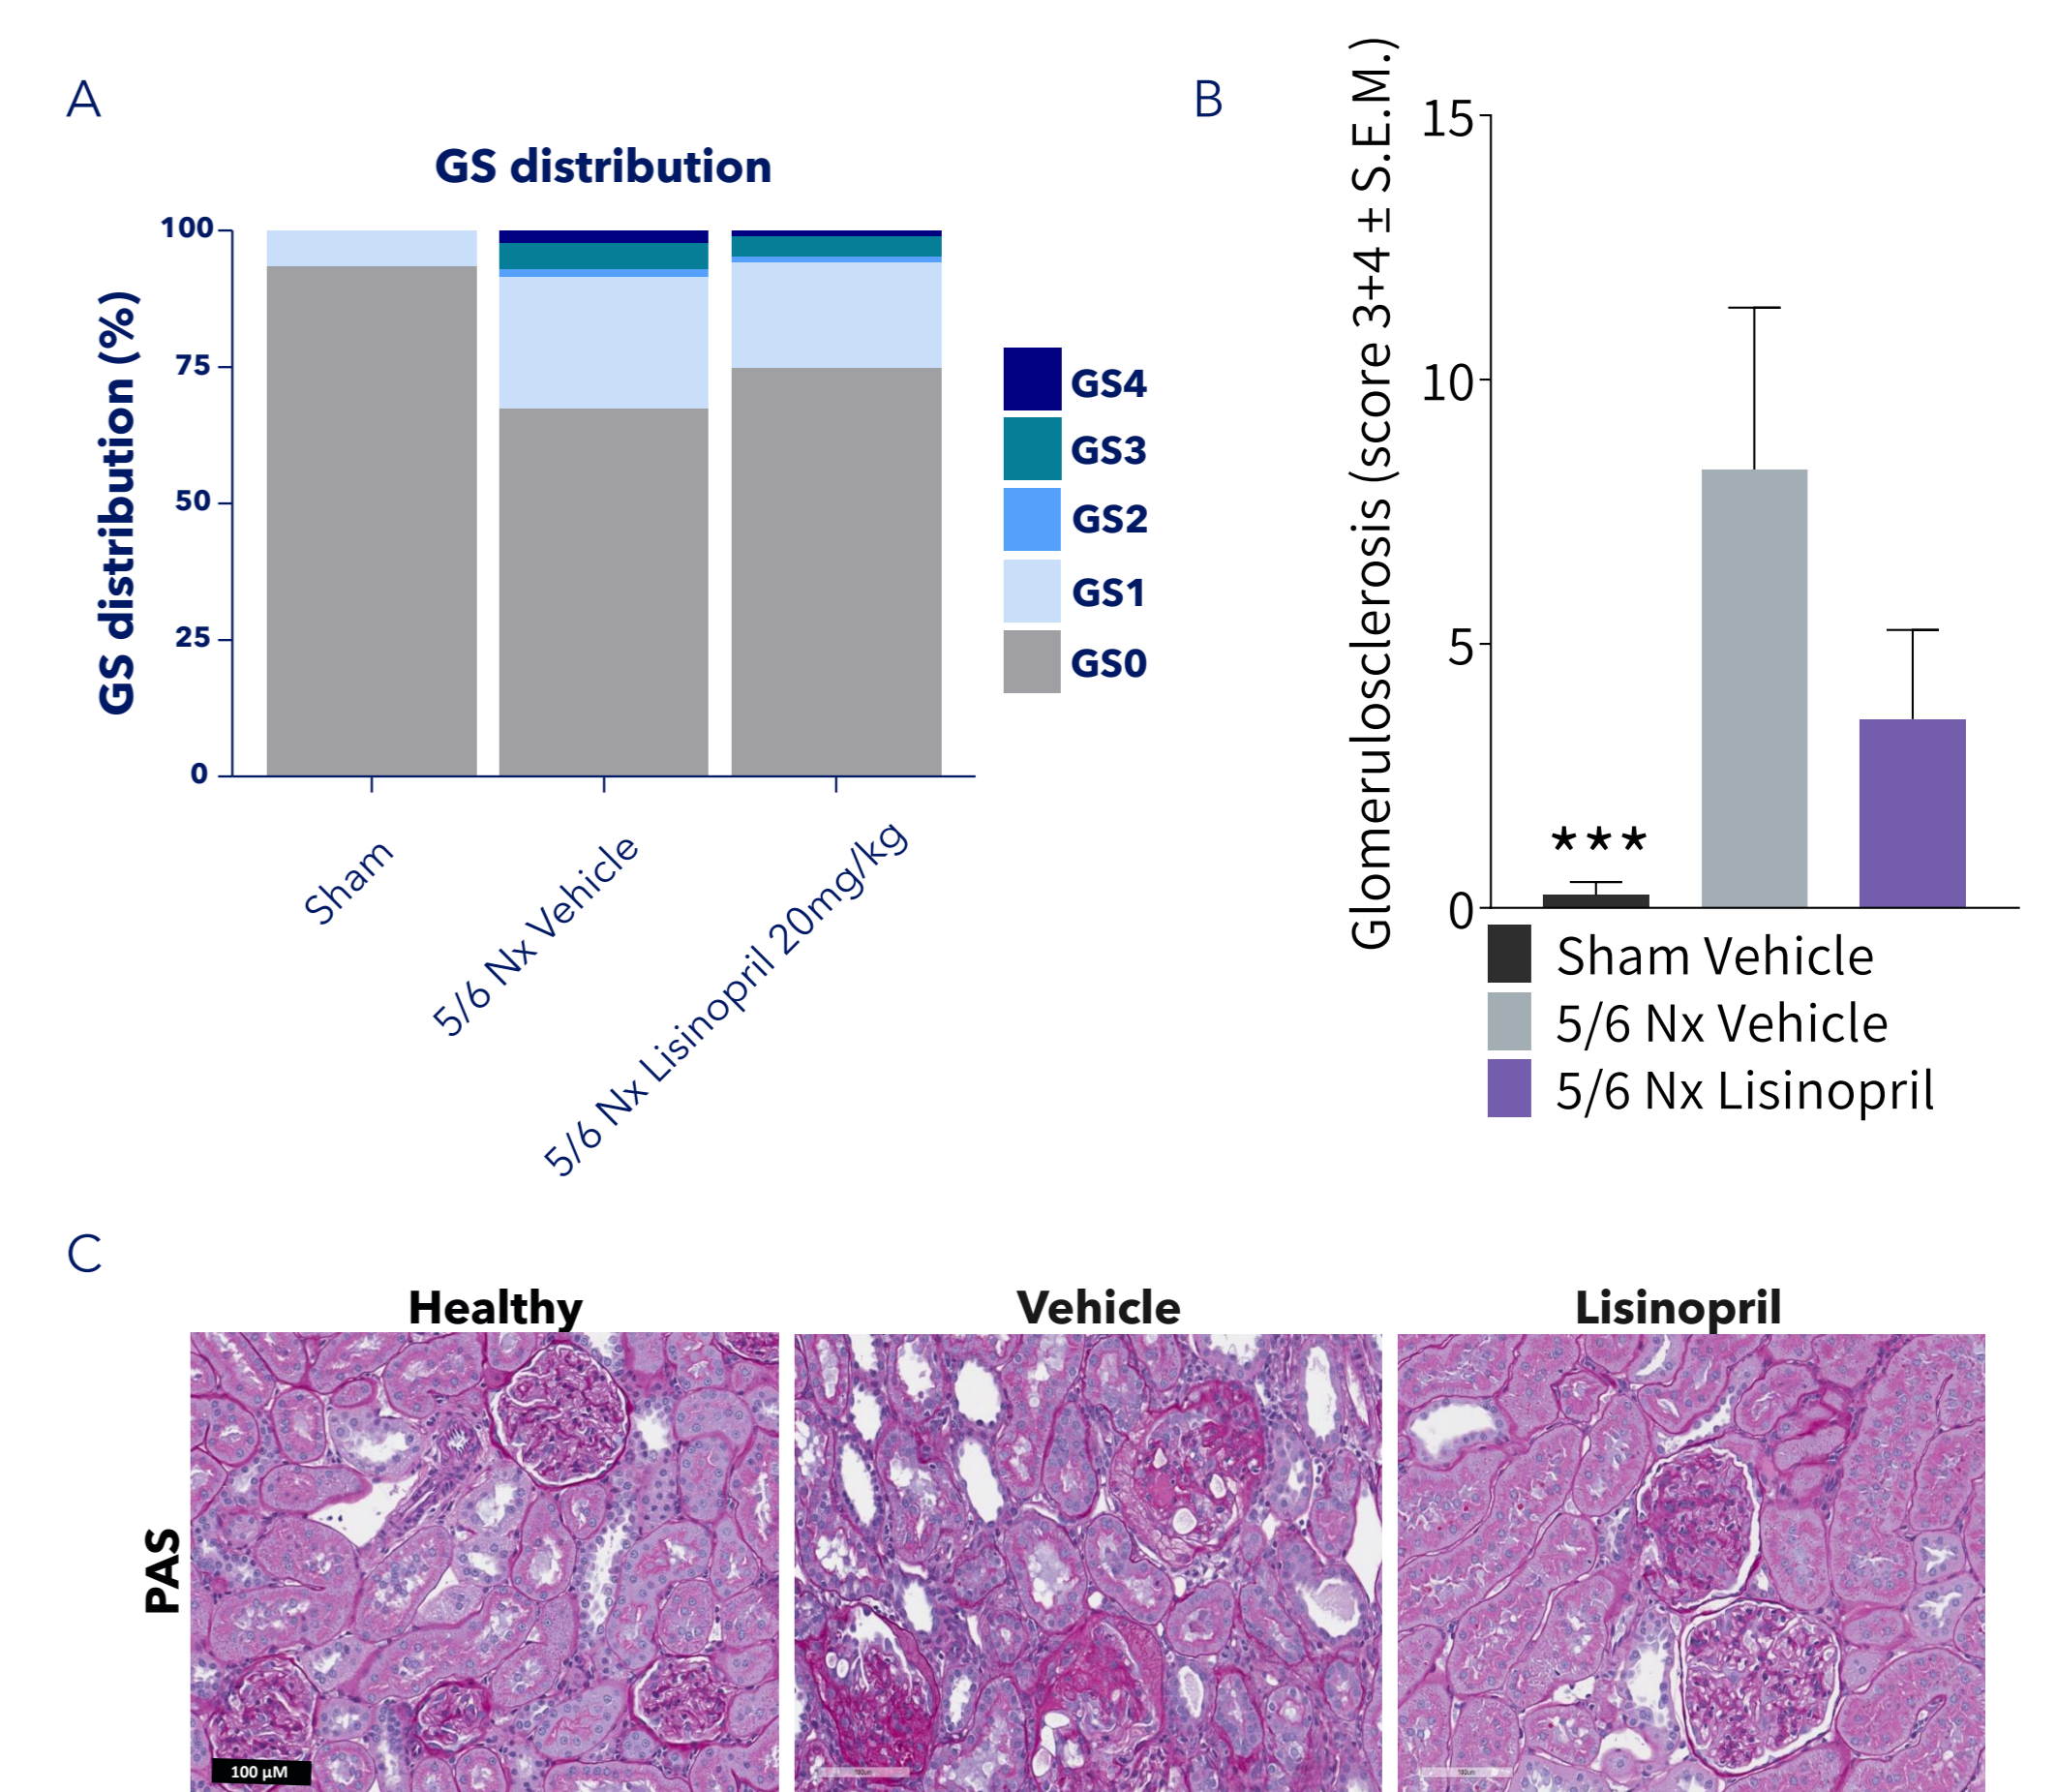 A
GS distribution
GS distribution (%)
100
75
50
25
0
Sham
5/6 Nx Vehicle
5/6 Nx Lisinopril 20mg/kg
GS4
GS3
GS2
GS1
GS0
B
Glomerulosclerosis (score 3+4 ± S.E.M.)
15
10
5
0
***
Sham Vehicle
5/6 Nx Vehicle
5/6 Nx Lisinopril
C
Healthy
Vehicle
Lisinopril
PAS
100 µM
100um
100um